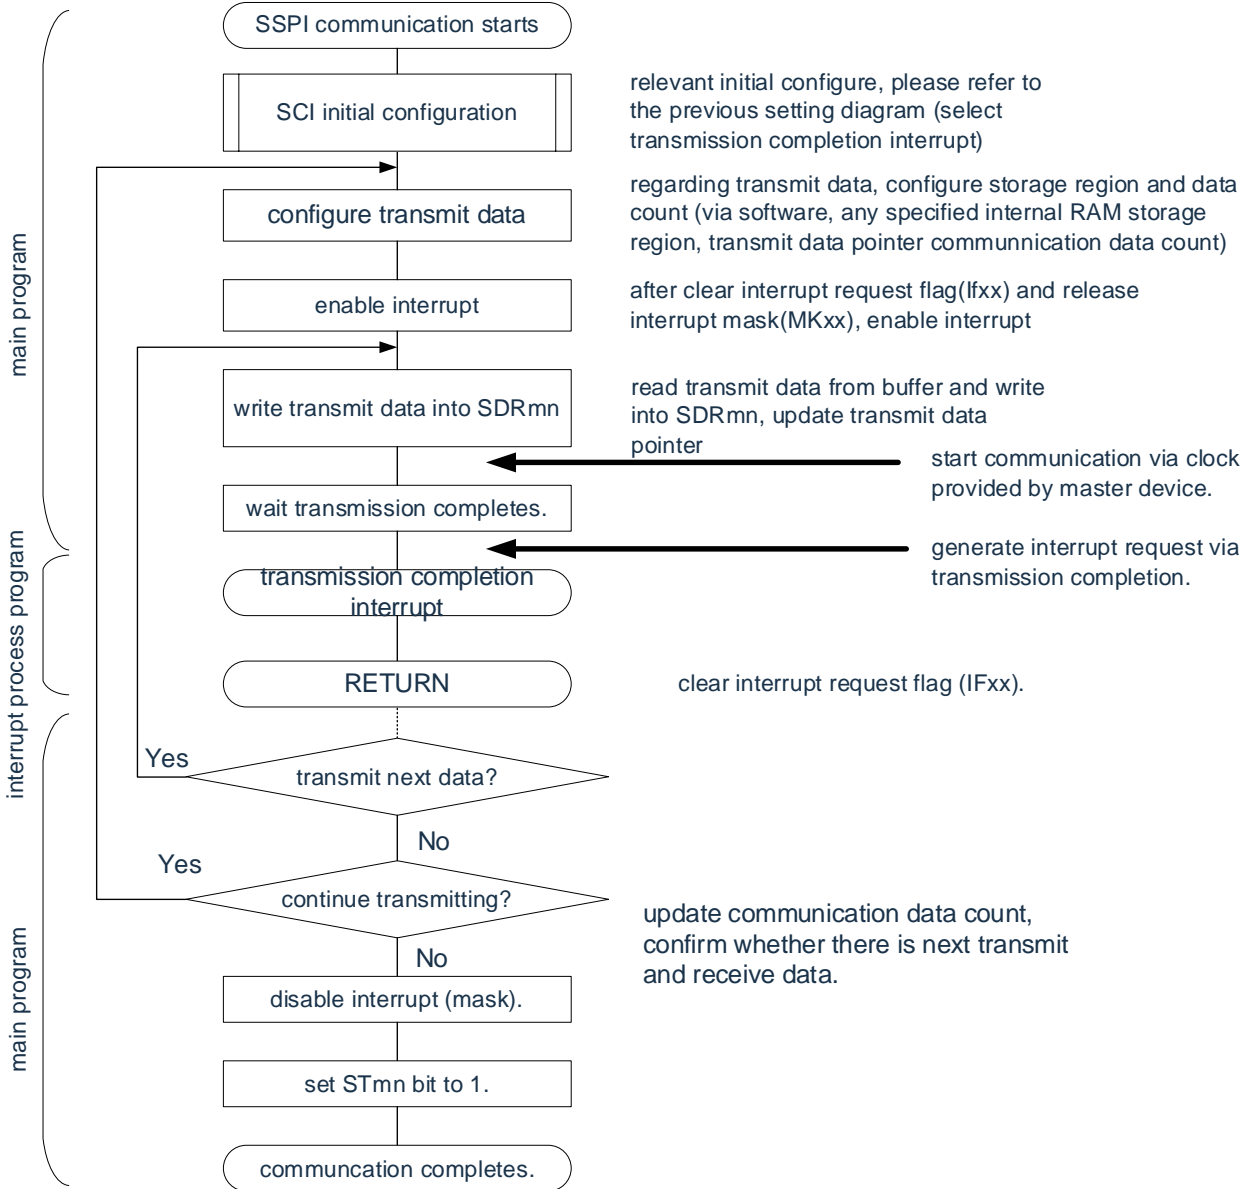 SSPI communication starts
SCI initial configuration
relevant initial configure, please refer to
the previous setting diagram (select
transmission completion interrupt)
configure transmit data
regarding transmit data, configure storage region and data
count (via software, any specified internal RAM storage
region, transmit data pointer communnication data count)
main program
enable interrupt
after clear interrupt request flag(Ifxx) and release
interrupt mask(MKxx), enable interrupt
write transmit data into SDRmn
read transmit data from buffer and write
into SDRmn, update transmit data
pointer
start communication via clock
provided by master device.
wait transmission completes.
generate interrupt request via
transmission completion.
interrupt process program
transmission completion
interrupt
RETURN
clear interrupt request flag (IFxx).
Yes
transmit next data?
No
Yes
continue transmitting?
update communication data count,
confirm whether there is next transmit
and receive data.
No
main program
disable interrupt (mask).
set STmn bit to 1.
communcation completes.